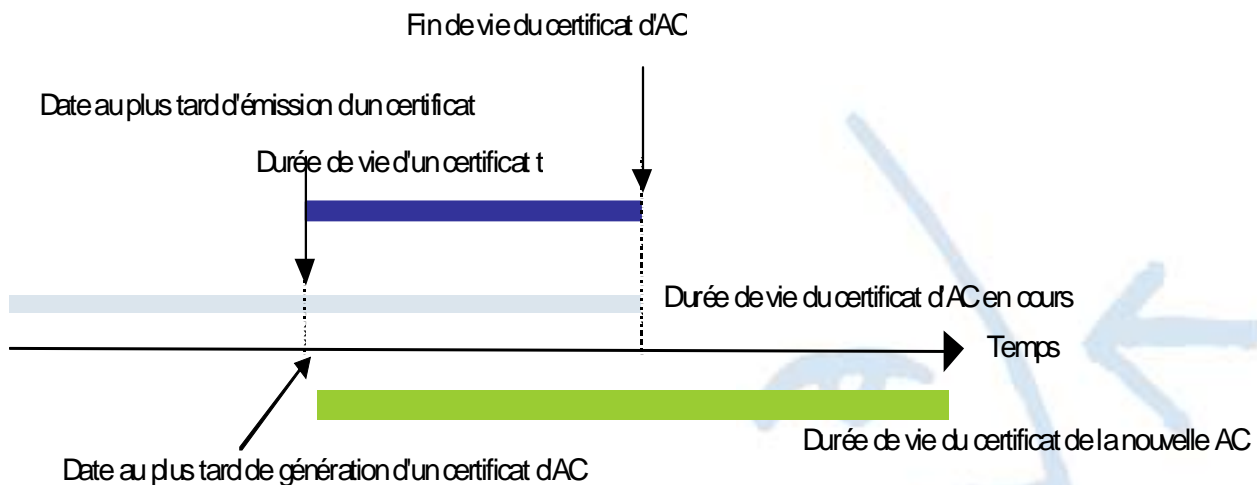 Fin de vie du certificat d'AC
Date au plus tard d'émission d'un certificat
Durée de vie d'un certificat t
Durée de vie du certificat d'AC en cours
Temps
Durée de vie du certificat de la nouvelle AC
Date au plus tard de génération d'un certificat d'AC